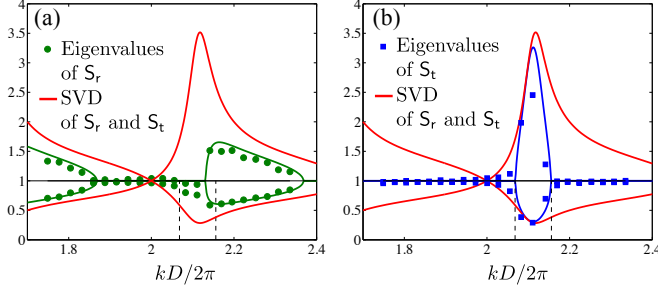 (a)
4
3.5
3
2.5
2
1.5
1
0.5
0
Eigenvalues
of S_r
SVD
of S_r and S_t
1.8 2 2.2 2.4
kD/2π
(b)
4
3.5
3
2.5
2
1.5
1
0.5
0
Eigenvalues
of S_t
SVD
of S_r and S_t
1.8 2 2.2 2.4
kD/2π